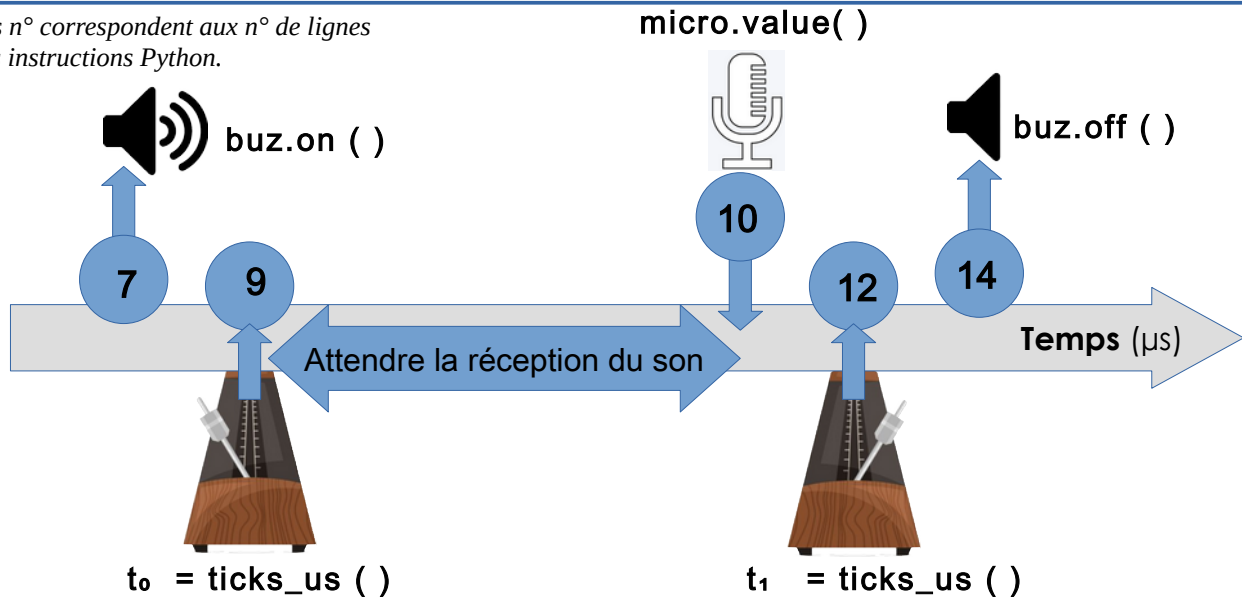 n° correspondent aux n° de lignes
instructions Python.
micro.value( )
buz.on ( )
buz.off ( )
7
9
10
12
14
Attendre la réception du son
Temps (µs)
t₀ = ticks_us ( )
t₁ = ticks_us ( )